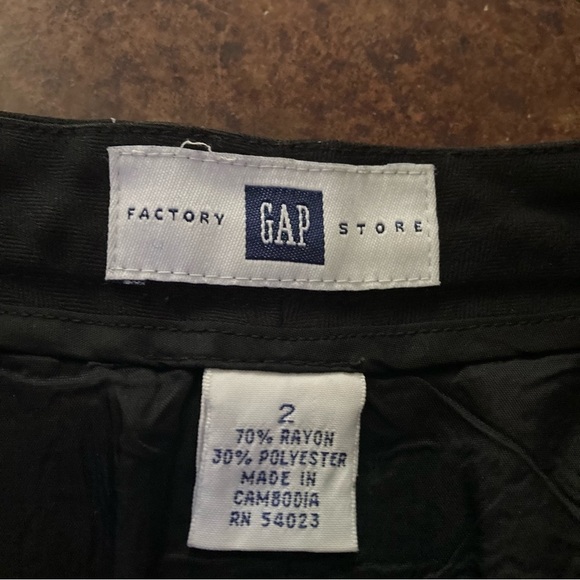 FACTORY GAP STORE
2
70% RAYON
30% POLYESTER
MADE IN
CAMBODIA
RN 54023